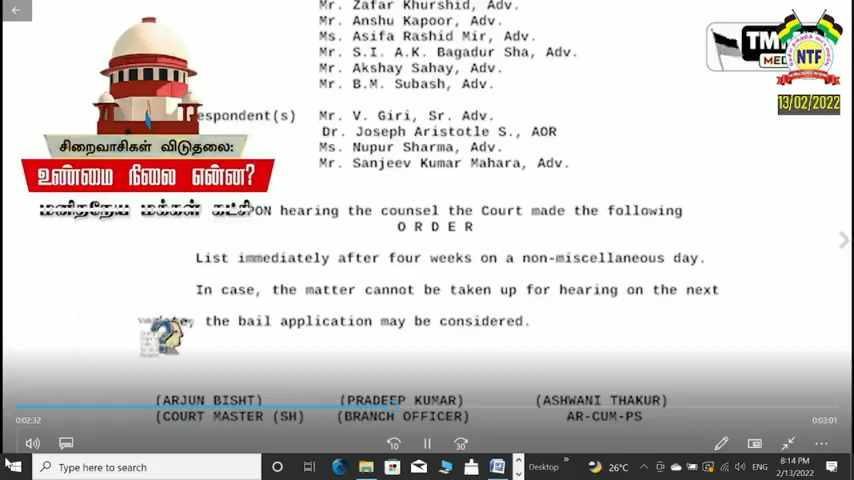 Mr. Zafar Khurshid, Adv.
Mr. Anshu Kapoor, Adv.
Ms. Asifa Rashid Mir, Adv.
Mr. S.I. A.K. Bagadur Sha, Adv.
Mr. Akshay Sahay, Adv.
Mr. B.M. Subash, Adv.
espondent(s) Mr. V. Giri, Sr. Adv.
Dr. Joseph Aristotle S., AOR
Ms. Nupur Sharma, Adv.
Mr. Sanjeev Kumar Mahara, Adv.
சிறைவாசிகள் விடுதலை:
உண்மை நிலை என்ன?
மனிதநேய மக்கள் கட்சி
PON hearing the counsel the Court made the following
O R D E R
List immediately after four weeks on a non-miscellaneous day.
In case, the matter cannot be taken up for hearing on the next
the bail application may be considered.
(ARJUN BISHT) (PRADEEP KUMAR) (ASHWANI THAKUR)
(COURT MASTER (SH) (BRANCH OFFICER) AR-CUM-PS
MED
NTF
13/02/2022
0:02:32 0:03:01
10 30
Type here to search
Desktop
26°C
ENG
8:14 PM
2/13/2022